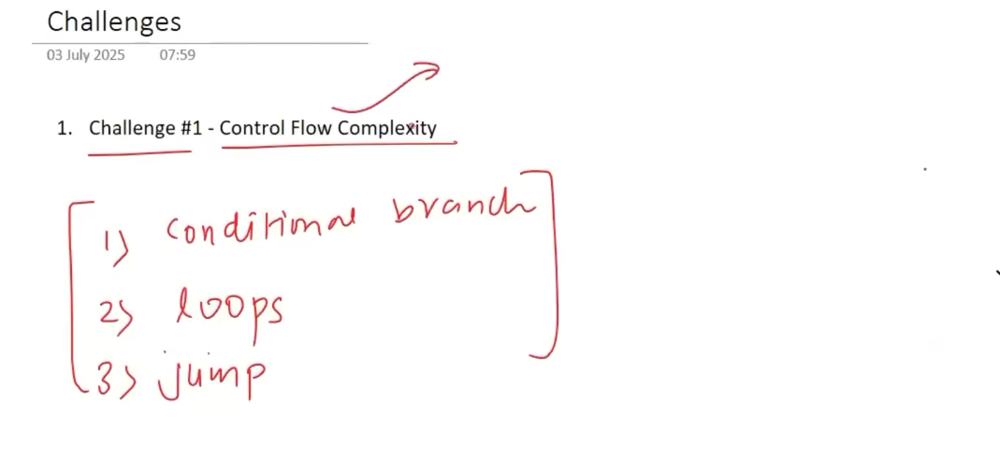 Challenges
03 July 2025 07:59
1. Challenge #1 - Control Flow Complexity
1) conditional branch
2) loops
3) jump